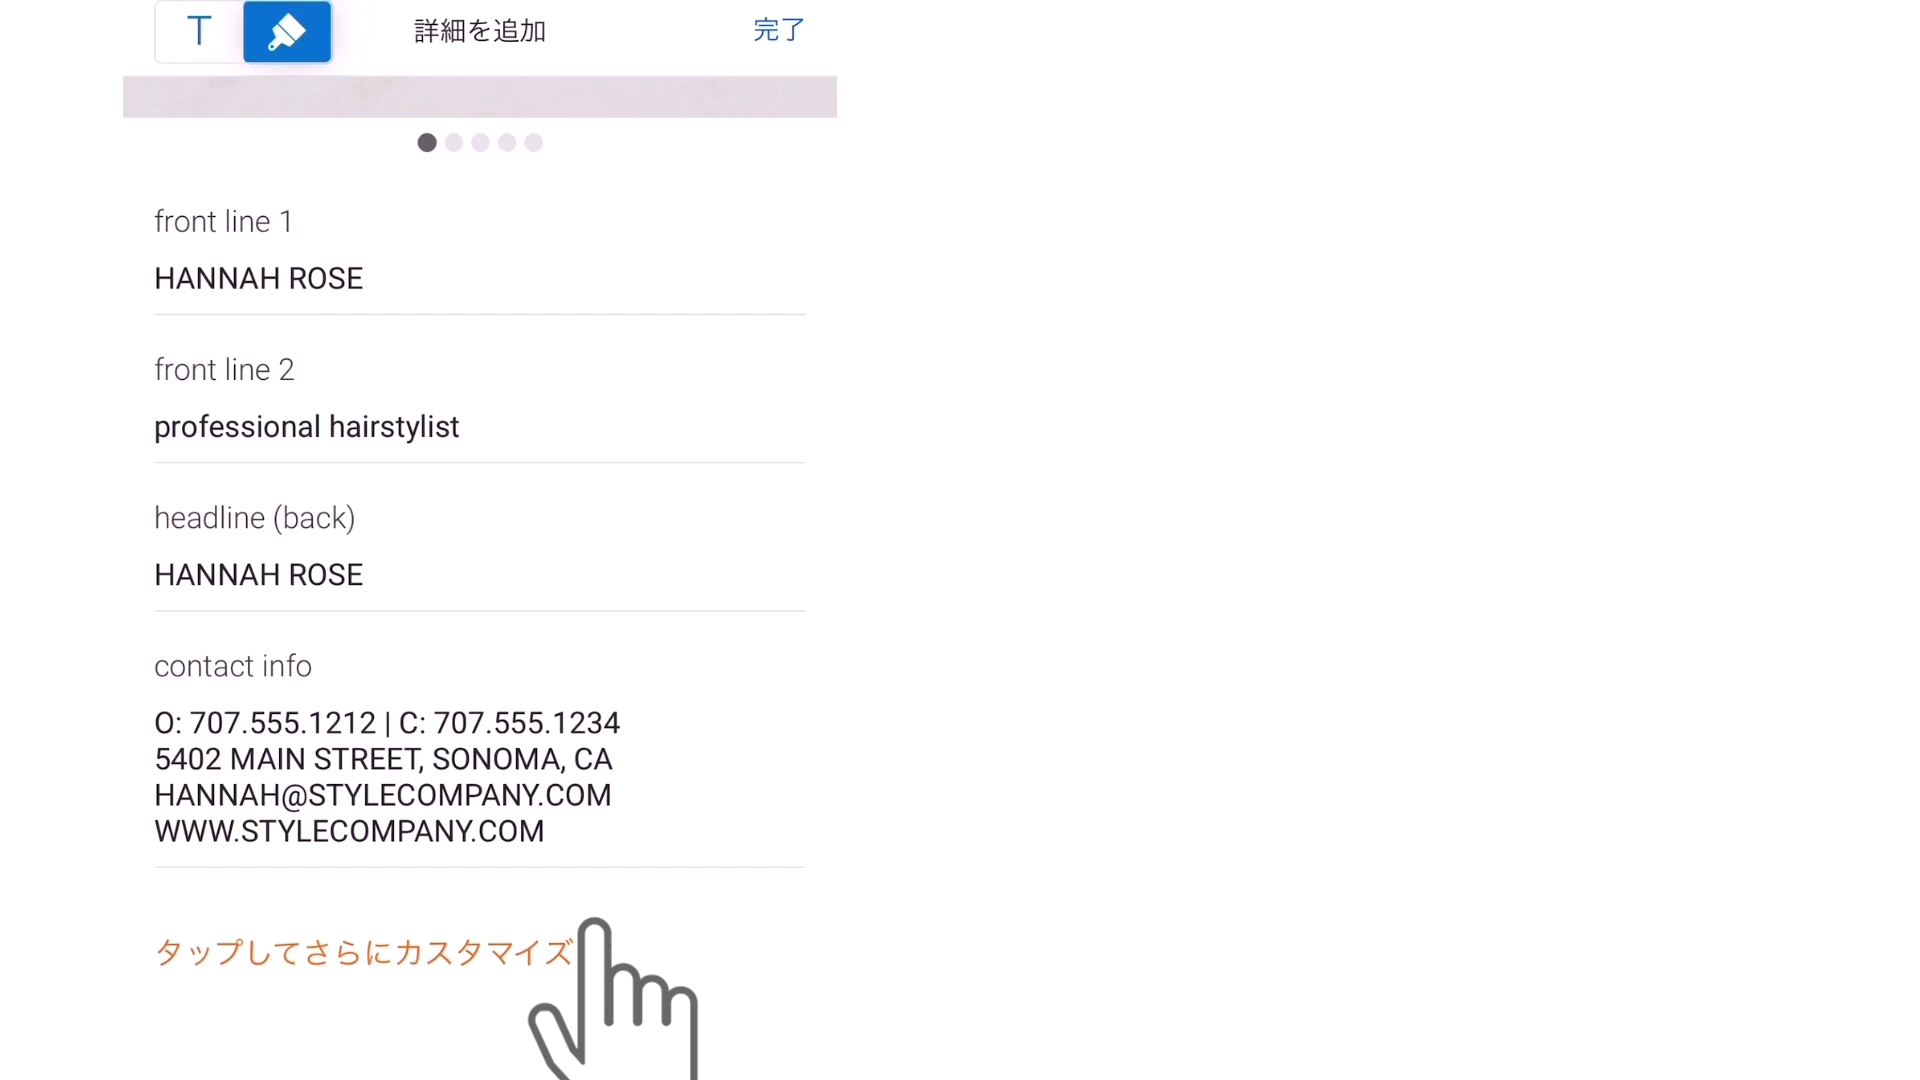 T
詳細を追加
完了
front line 1
HANNAH ROSE
front line 2
professional hairstylist
headline (back)
HANNAH ROSE
contact info
O: 707.555.1212 | C: 707.555.1234
5402 MAIN STREET, SONOMA, CA
HANNAH@STYLECOMPANY.COM
WWW.STYLECOMPANY.COM
タップしてさらにカスタマイズ